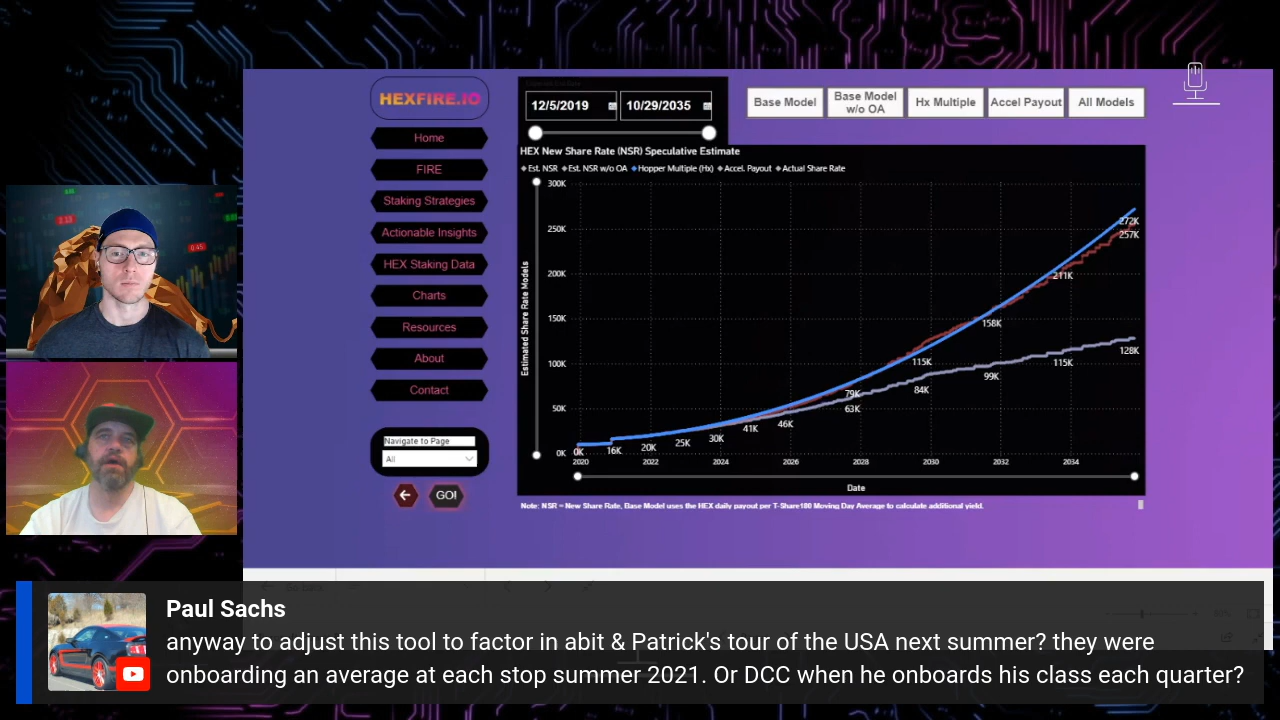 HEXFIRE.IO
Home
FIRE
Staking Strategies
Actionable Insights
HEX Staking Data
Charts
Resources
About
Contact
Navigate to Page
All
GO!
12/5/2019 10/29/2035
Base Model
Base Model w/o OA
Hx Multiple
Accel Payout
All Models
HEX New Share Rate (NSR) Speculative Estimate
Est. NSR Est. NSR w/o OA Hopper Multiple (Hx) Accel. Payout Actual Share Rate
Estimated Share Rate Models
300K
250K
200K
150K
100K
50K
0K
0K 16K 20K 25K 30K 41K 46K 79K 63K 115K 84K 158K 99K 211K 115K 272K 257K 128K
2020 2022 2024 2026 2028 2030 2032 2034
Date
Note: NSR ~ New Share Rate, Base Model uses the HEX daily payout per T-Share180 Moving Day Average to calculate additional yield.
3.13
0.45
Paul Sachs
anyway to adjust this tool to factor in abit & Patrick's tour of the USA next summer? they were
onboarding an average at each stop summer 2021. Or DCC when he onboards his class each quarter?